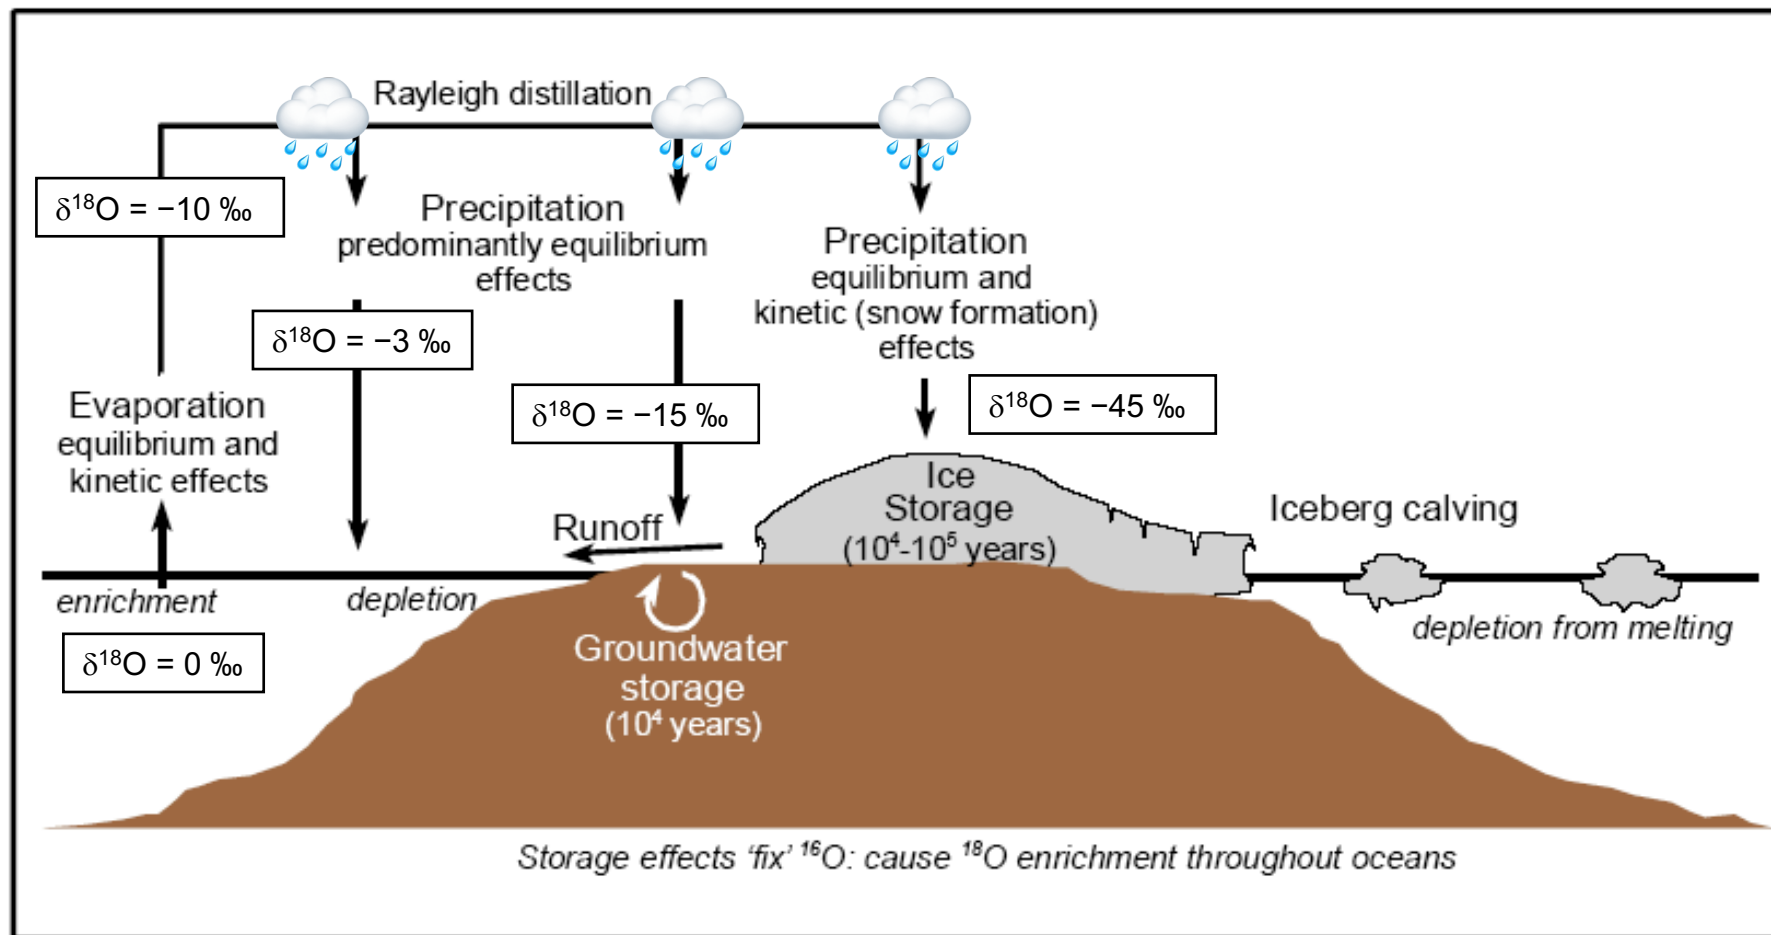 Rayleigh distillation
δ¹⁸O = −10 ‰
Precipitation
predominantly equilibrium
effects
Precipitation
equilibrium and
kinetic (snow formation)
effects
δ¹⁸O = −3 ‰
δ¹⁸O = −15 ‰
δ¹⁸O = −45 ‰
Evaporation
equilibrium and
kinetic effects
Ice
Storage
(10⁴-10⁵ years)
Runoff
Iceberg calving
enrichment
depletion
depletion from melting
δ¹⁸O = 0 ‰
Groundwater
storage
(10⁴ years)
Storage effects ‘fix’ ¹⁶O: cause ¹⁸O enrichment throughout oceans